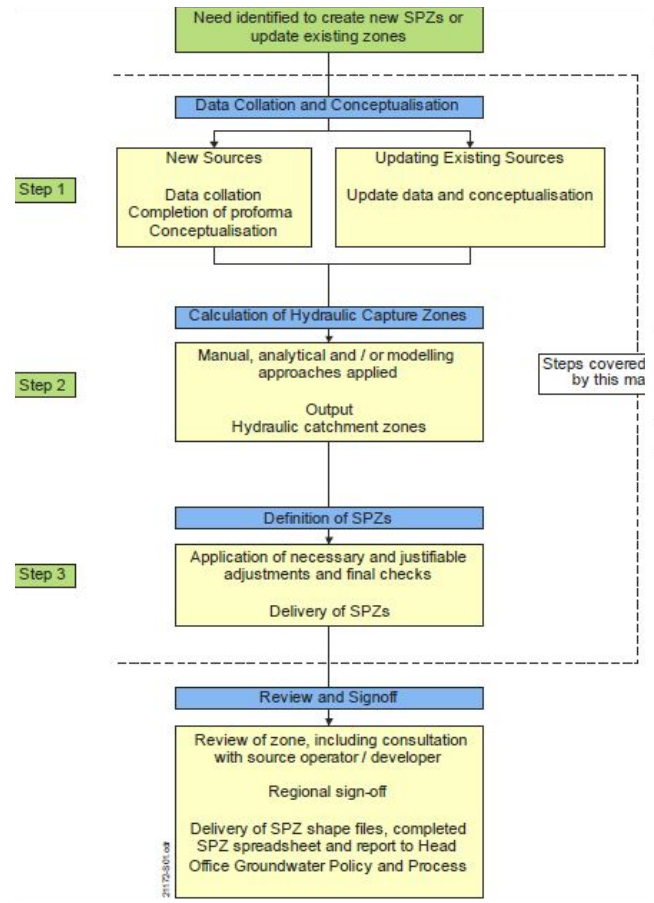 Need identified to create new SPZs or
update existing zones
Data Collation and Conceptualisation
New Sources
Data collation
Completion of proforma
Conceptualisation
Updating Existing Sources
Update data and conceptualisation
Step 1
Calculation of Hydraulic Capture Zones
Manual, analytical and / or modelling
approaches applied
Output
Hydraulic catchment zones
Step 2
Steps covered
by this ma
Definition of SPZs
Application of necessary and justifiable
adjustments and final checks
Delivery of SPZs
Step 3
Review and Signoff
Review of zone, including consultation
with source operator / developer
Regional sign-off
Delivery of SPZ shape files, completed
SPZ spreadsheet and report to Head
Office Groundwater Policy and Process
21172-S01.cdr